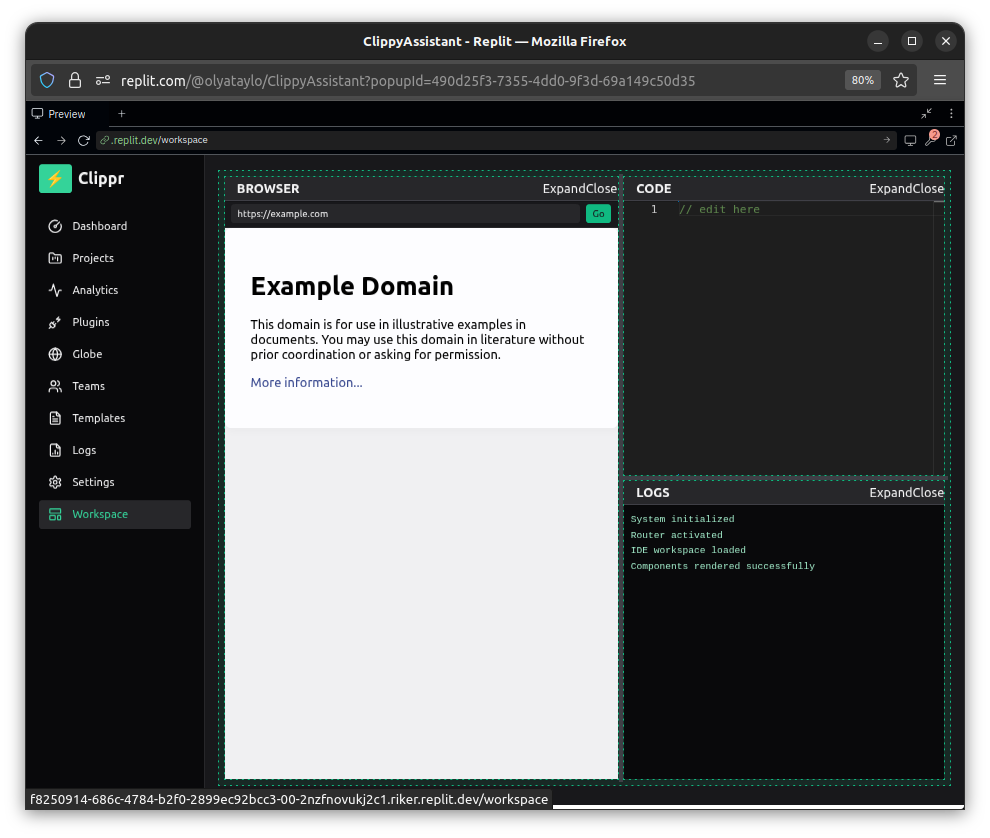 ClippyAssistant - Replit — Mozilla Firefox
replit.com/@olyataylo/ClippyAssistant?popupId=490d25f3-7355-4dd0-9f3d-69a149c50d35
80%
Preview
+
.replit.dev/workspace
2
Clippr
Dashboard
Projects
Analytics
Plugins
Globe
Teams
Templates
Logs
Settings
Workspace
BROWSER
ExpandClose
https://example.com
Go
Example Domain
This domain is for use in illustrative examples in
documents. You may use this domain in literature without
prior coordination or asking for permission.
More information...
CODE
ExpandClose
1 // edit here
LOGS
ExpandClose
System initialized
Router activated
IDE workspace loaded
Components rendered successfully
f8250914-686c-4784-b2f0-2899ec92bcc3-00-2nzfnovukj2c1.riker.replit.dev/workspace